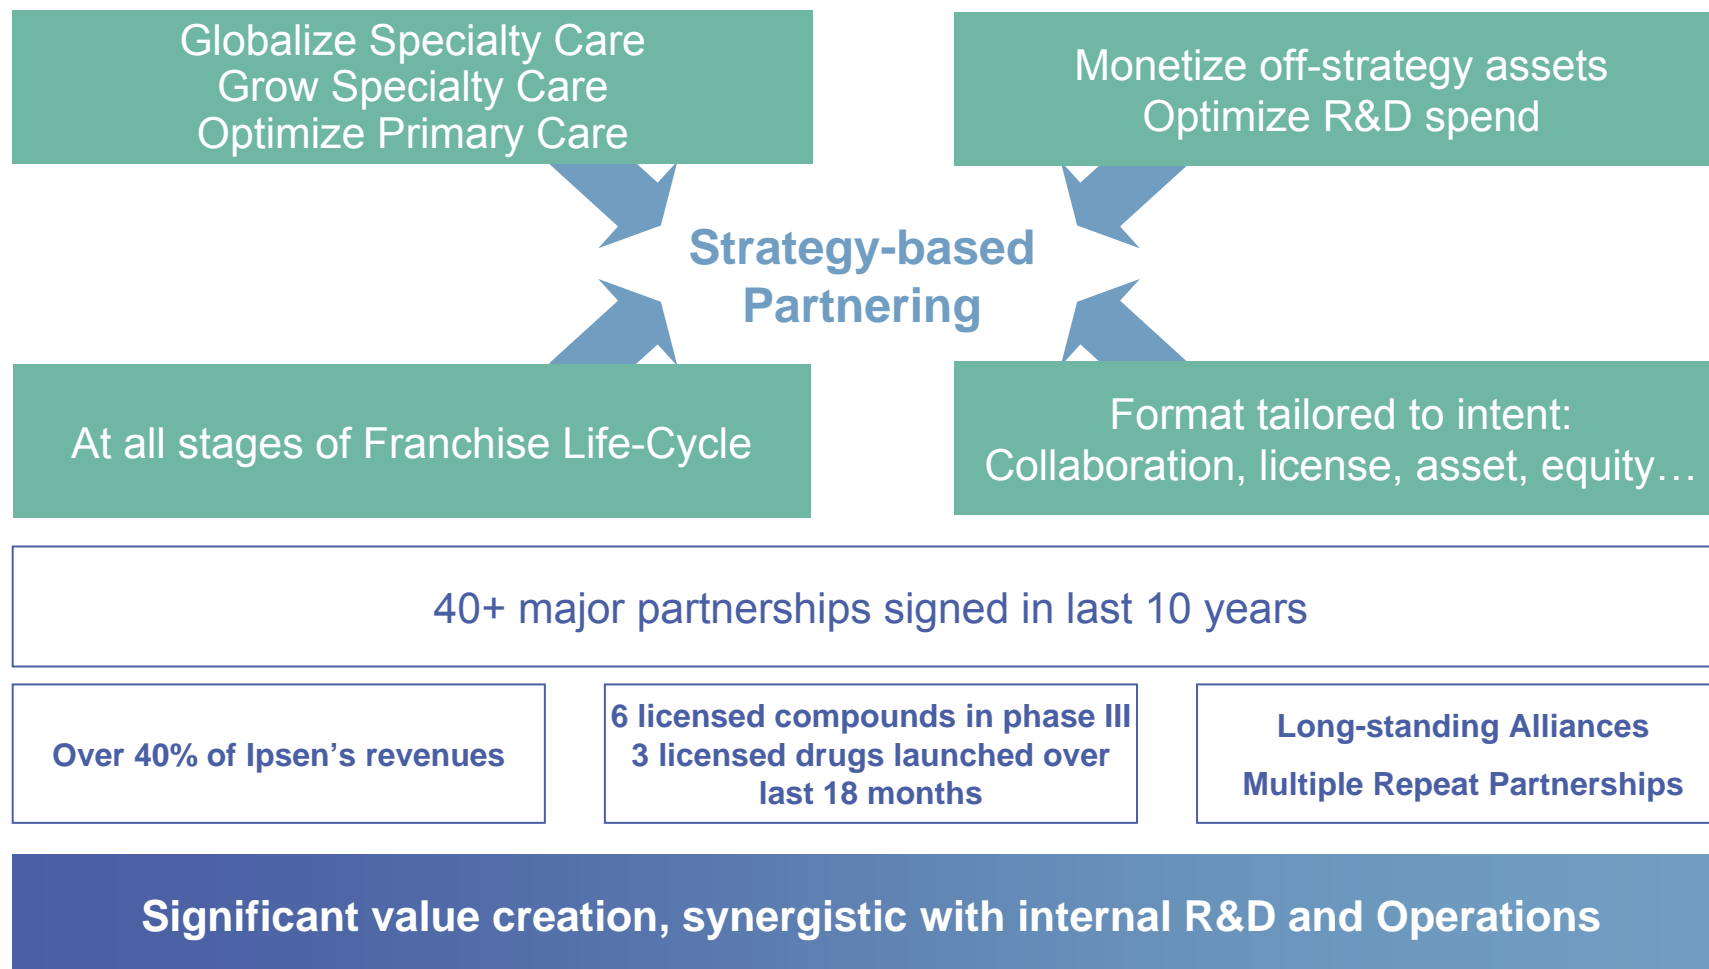 Globalize Specialty Care
Grow Specialty Care
Optimize Primary Care
Monetize off-strategy assets
Optimize R&D spend
Strategy-based
Partnering
At all stages of Franchise Life-Cycle
Format tailored to intent:
Collaboration, license, asset, equity…
40+ major partnerships signed in last 10 years
Over 40% of Ipsen’s revenues
6 licensed compounds in phase III
3 licensed drugs launched over
last 18 months
Long-standing Alliances
Multiple Repeat Partnerships
Significant value creation, synergistic with internal R&D and Operations